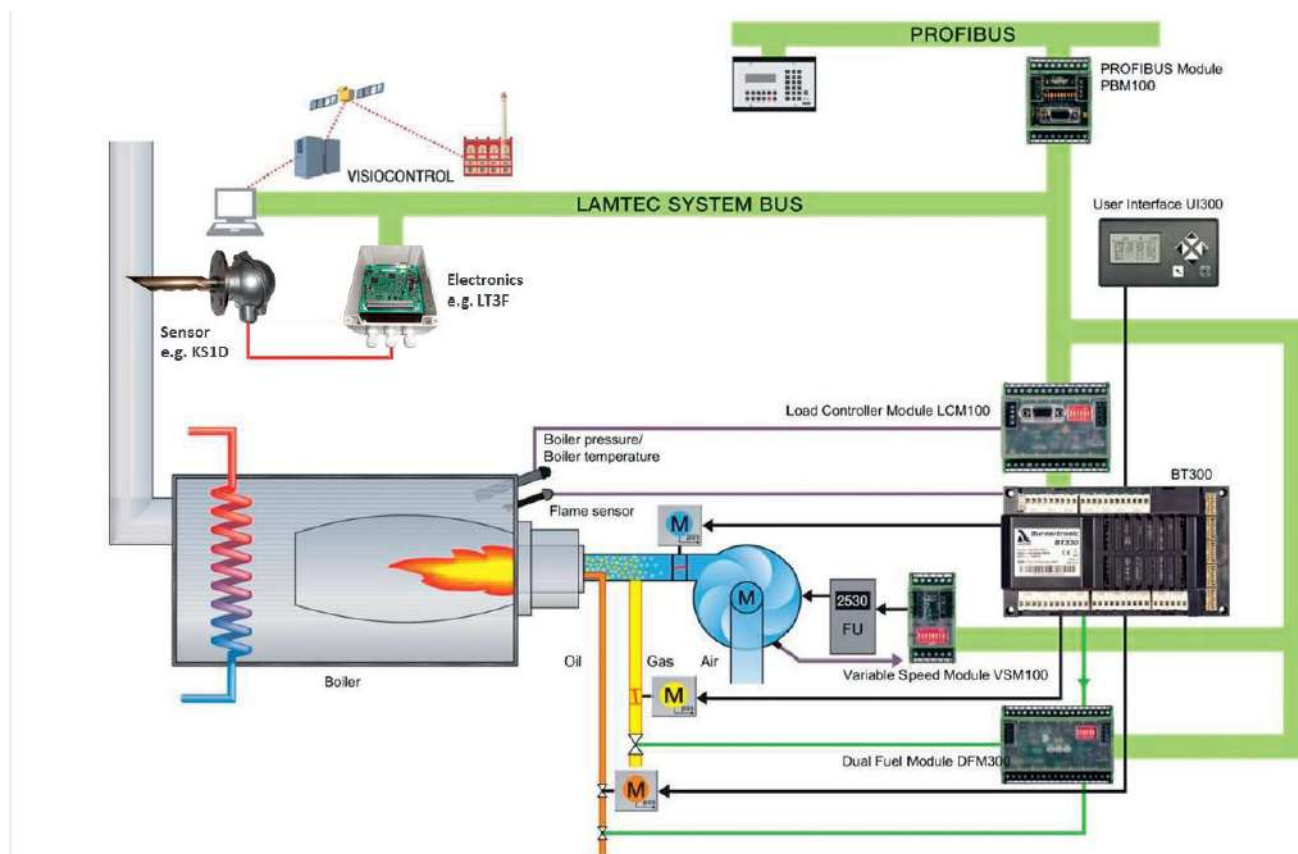 PROFIBUS
PROFIBUS Module
PBM100
VISIOCONTROL
LAMTEC SYSTEM BUS
User Interface UI300
Electronics
e.g. LT3F
Sensor
e.g. KS1D
Load Controller Module LCM100
Boiler pressure/
Boiler temperature
BT300
Flame sensor
M
Burnertronic
BT330
M
2530
FU
Oil
Gas
Air
Boiler
Variable Speed Module VSM100
M
Dual Fuel Module DFM300
M